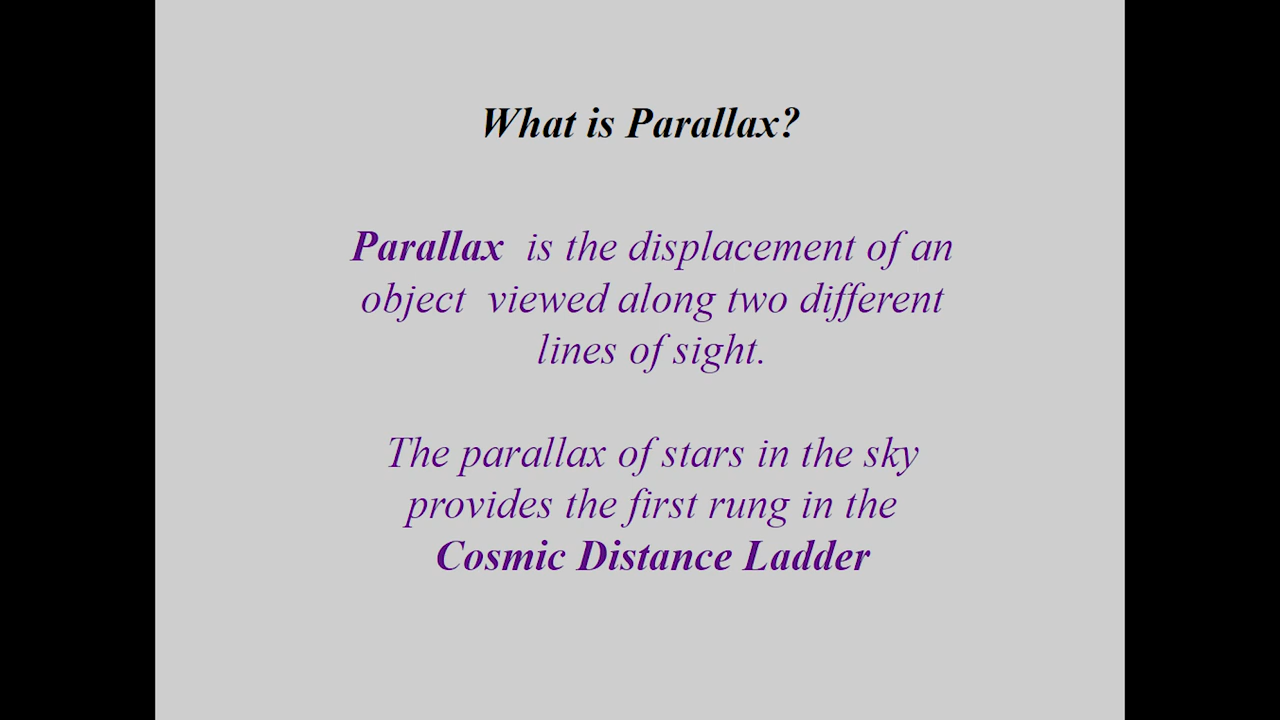 What is Parallax?
Parallax is the displacement of an
object viewed along two different
lines of sight.
The parallax of stars in the sky
provides the first rung in the
Cosmic Distance Ladder